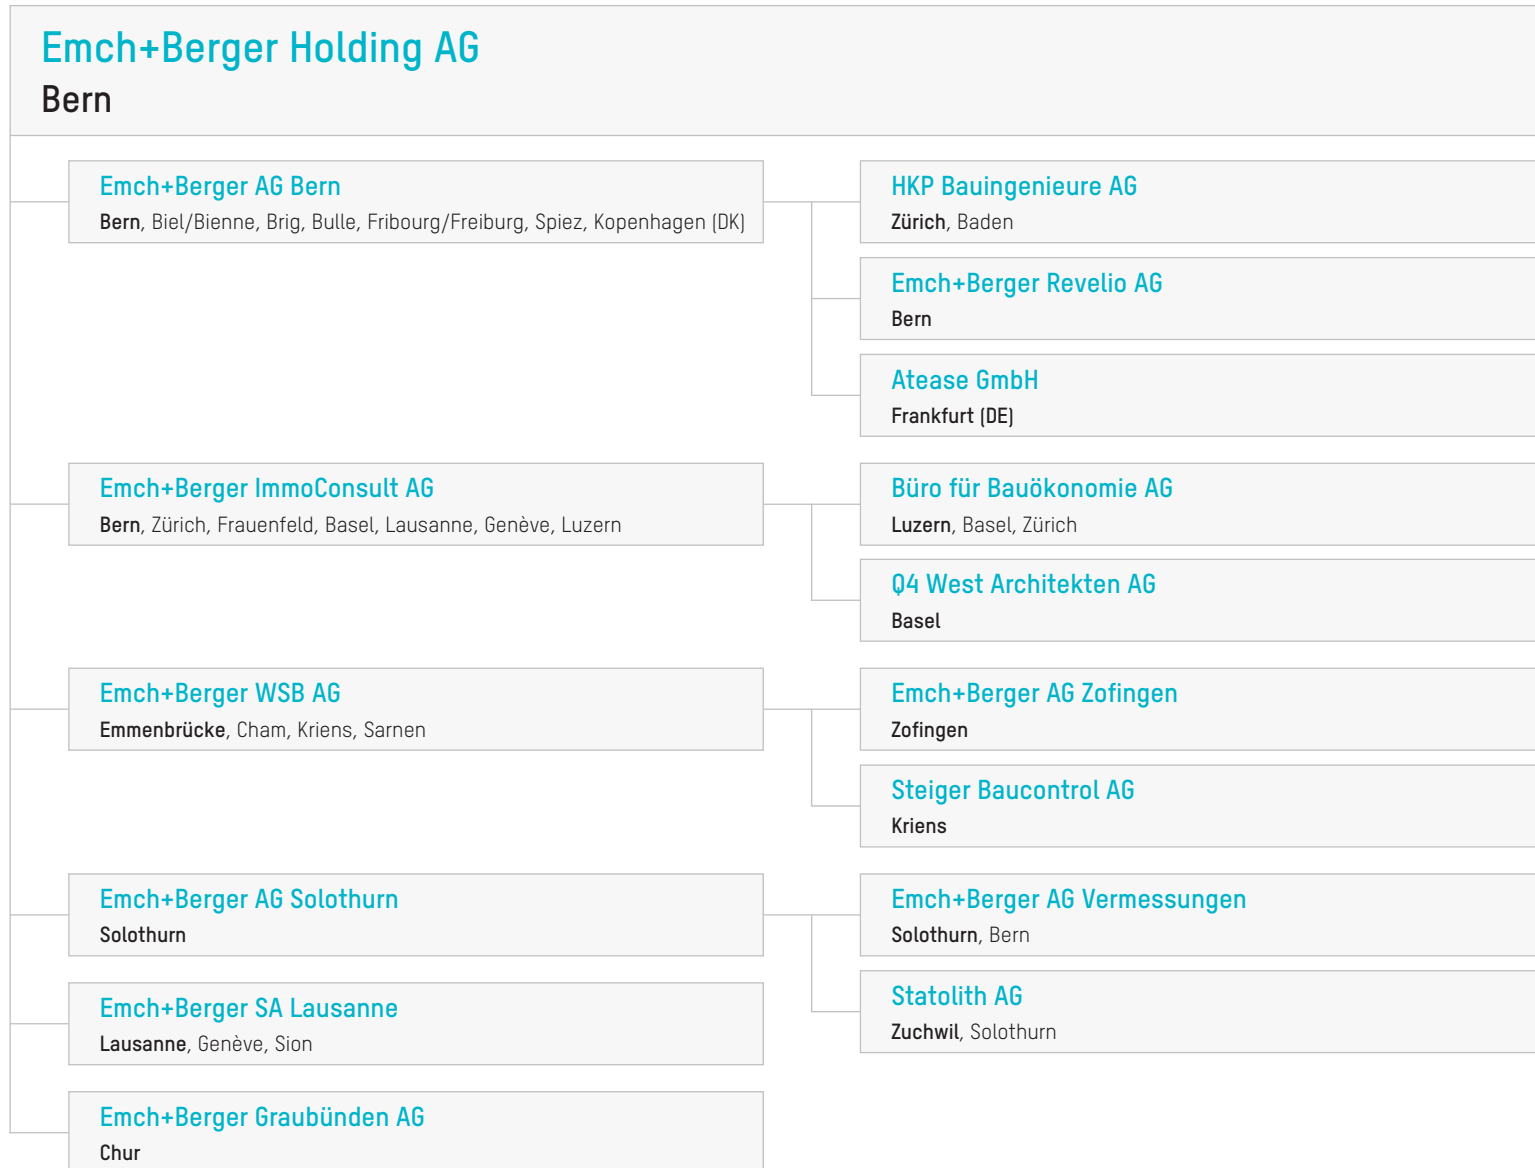 Emch+Berger Holding AG
Bern
Emch+Berger AG Bern
Bern, Biel/Bienne, Brig, Bulle, Fribourg/Freiburg, Spiez, Kopenhagen (DK)
HKP Bauingenieure AG
Zürich, Baden
Emch+Berger Revelio AG
Bern
Atease GmbH
Frankfurt (DE)
Emch+Berger ImmoConsult AG
Bern, Zürich, Frauenfeld, Basel, Lausanne, Genève, Luzern
Büro für Bauökonomie AG
Luzern, Basel, Zürich
Q4 West Architekten AG
Basel
Emch+Berger WSB AG
Emmenbrücke, Cham, Kriens, Sarnen
Emch+Berger AG Zofingen
Zofingen
Steiger Baucontrol AG
Kriens
Emch+Berger AG Solothurn
Solothurn
Emch+Berger AG Vermessungen
Solothurn, Bern
Statolith AG
Zuchwil, Solothurn
Emch+Berger SA Lausanne
Lausanne, Genève, Sion
Emch+Berger Graubünden AG
Chur